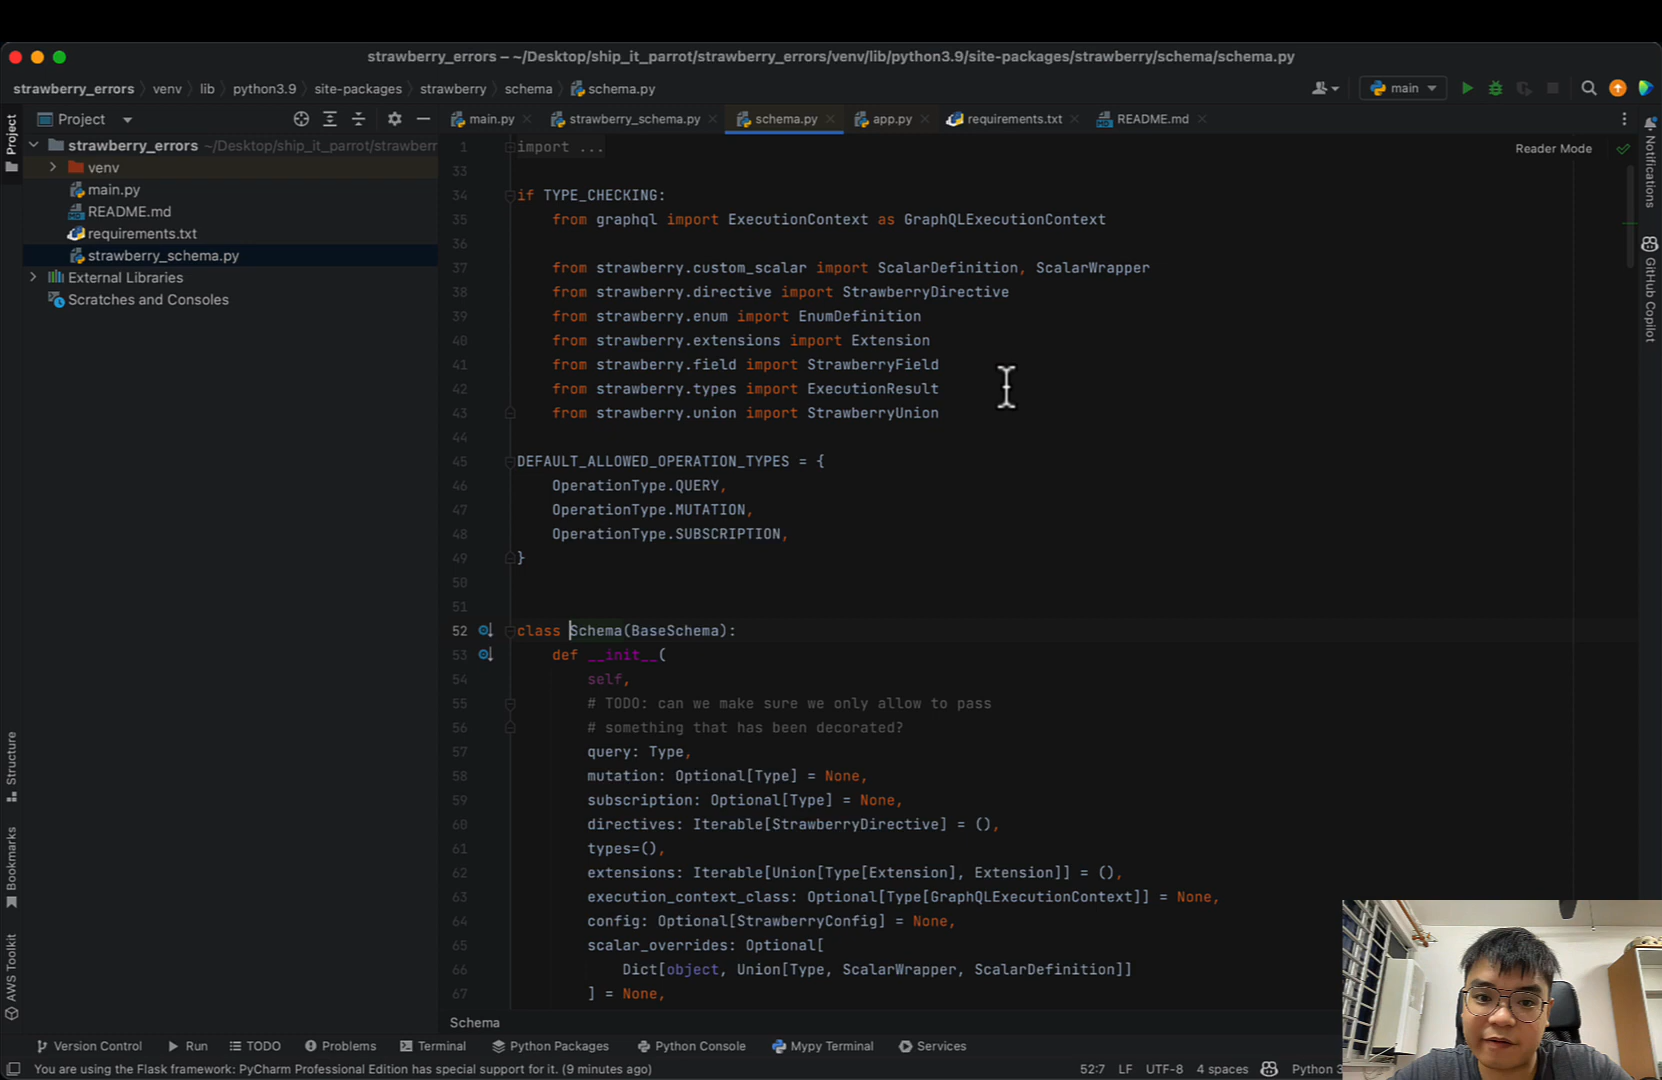 strawberry_errors – ~/Desktop/ship_it_parrot/strawberry_errors/venv/lib/python3.9/site-packages/strawberry/schema/schema.py
strawberry_errors venv lib python3.9 site-packages strawberry schema schema.py
main
Project
main.py strawberry_schema.py schema.py app.py requirements.txt README.md
Project
Structure
Bookmarks
AWS Toolkit
Notifications
GitHub Copilot
strawberry_errors ~/Desktop/ship_it_parrot/strawberr
venv
main.py
README.md
requirements.txt
strawberry_schema.py
External Libraries
Scratches and Consoles
Reader Mode
1 import ...
33
34 if TYPE_CHECKING:
35 from graphql import ExecutionContext as GraphQLExecutionContext
36
37 from strawberry.custom_scalar import ScalarDefinition, ScalarWrapper
38 from strawberry.directive import StrawberryDirective
39 from strawberry.enum import EnumDefinition
40 from strawberry.extensions import Extension
41 from strawberry.field import StrawberryField
42 from strawberry.types import ExecutionResult
43 from strawberry.union import StrawberryUnion
44
45 DEFAULT_ALLOWED_OPERATION_TYPES = {
46 OperationType.QUERY,
47 OperationType.MUTATION,
48 OperationType.SUBSCRIPTION,
49 }
50
51
52 class Schema(BaseSchema):
53 def __init__(
54 self,
55 # TODO: can we make sure we only allow to pass
56 # something that has been decorated?
57 query: Type,
58 mutation: Optional[Type] = None,
59 subscription: Optional[Type] = None,
60 directives: Iterable[StrawberryDirective] = (),
61 types=(),
62 extensions: Iterable[Union[Type[Extension], Extension]] = (),
63 execution_context_class: Optional[Type[GraphQLExecutionContext]] = None,
64 config: Optional[StrawberryConfig] = None,
65 scalar_overrides: Optional[
66 Dict[object, Union[Type, ScalarWrapper, ScalarDefinition]]
67 ] = None,
Schema
Version Control Run TODO Problems Terminal Python Packages Python Console Mypy Terminal Services
You are using the Flask framework: PyCharm Professional Edition has special support for it. (9 minutes ago)
52:7 LF UTF-8 4 spaces Python 3